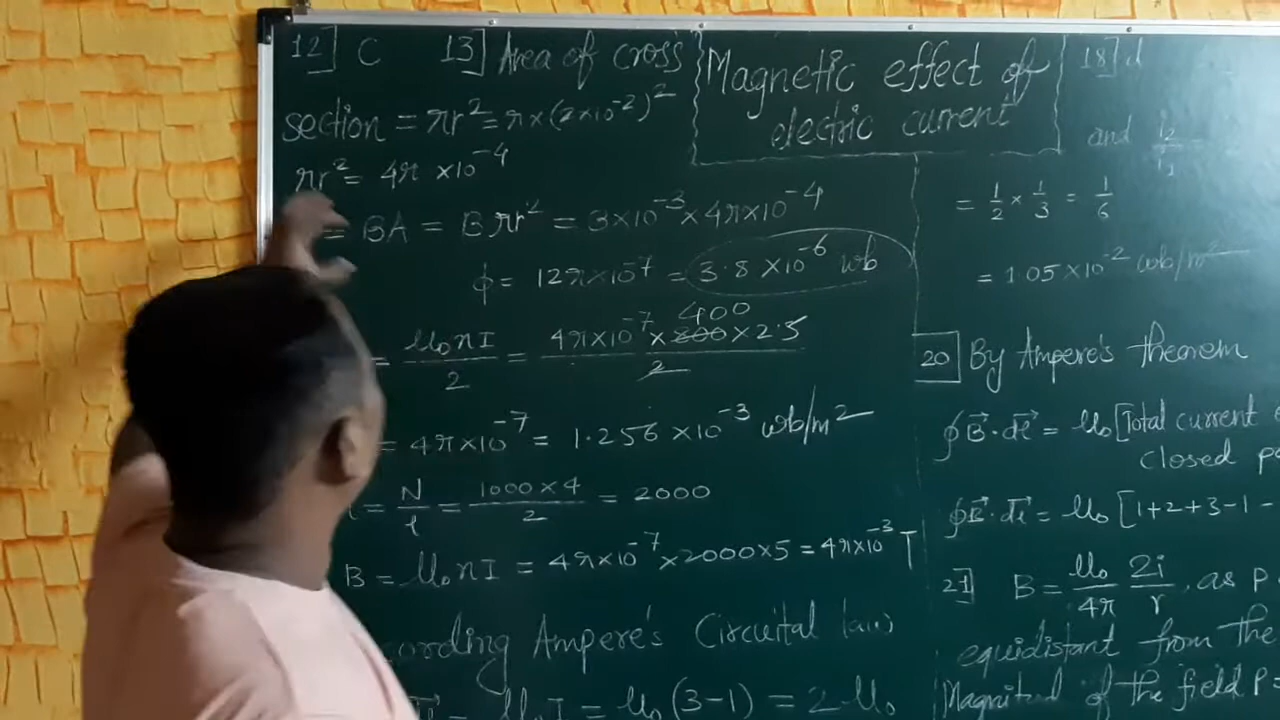 12] C 13] Area of cross
section = πr² = π×(2×10⁻²)²
πr² = 4π ×10⁻⁴
= BA = Bπr² = 3×10⁻³×4π×10⁻⁴
ϕ = 12π×10⁻⁷ = 3.8×10⁻⁶ wb
400
= μ₀nI/2 = 4π×10⁻⁷×800×2.5/2
= 4π×10⁻⁷ = 1.256×10⁻³ wb/m²
= N/l = 1000×4/2 = 2000
B = μ₀nI = 4π×10⁻⁷×2000×5 = 4π×10⁻³ T
ording Ampere's Circuital law
= μ₀I = μ₀(3-1) = 2μ₀
Magnetic effect of
electric current
18] d
and i₂/i₁
= 1/2 × 1/3 = 1/6
= 1.05×10⁻² wb/m²
20 By Ampere's theorem
∮B⃗·dl⃗ = μ₀[Total current
closed
∮B⃗·dl⃗ = μ₀[1+2+3-1-
21] B = μ₀/4π 2i/r, as P
equidistant from the
Magnitud of the field P=